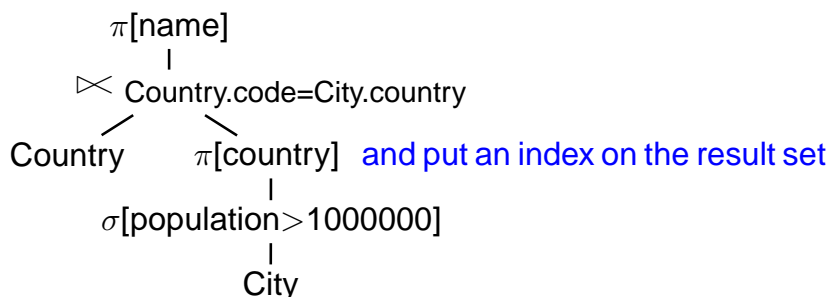 π[name]
⋊ Country.code=City.country
Country π[country] and put an index on the result set
σ[population>1000000]
City